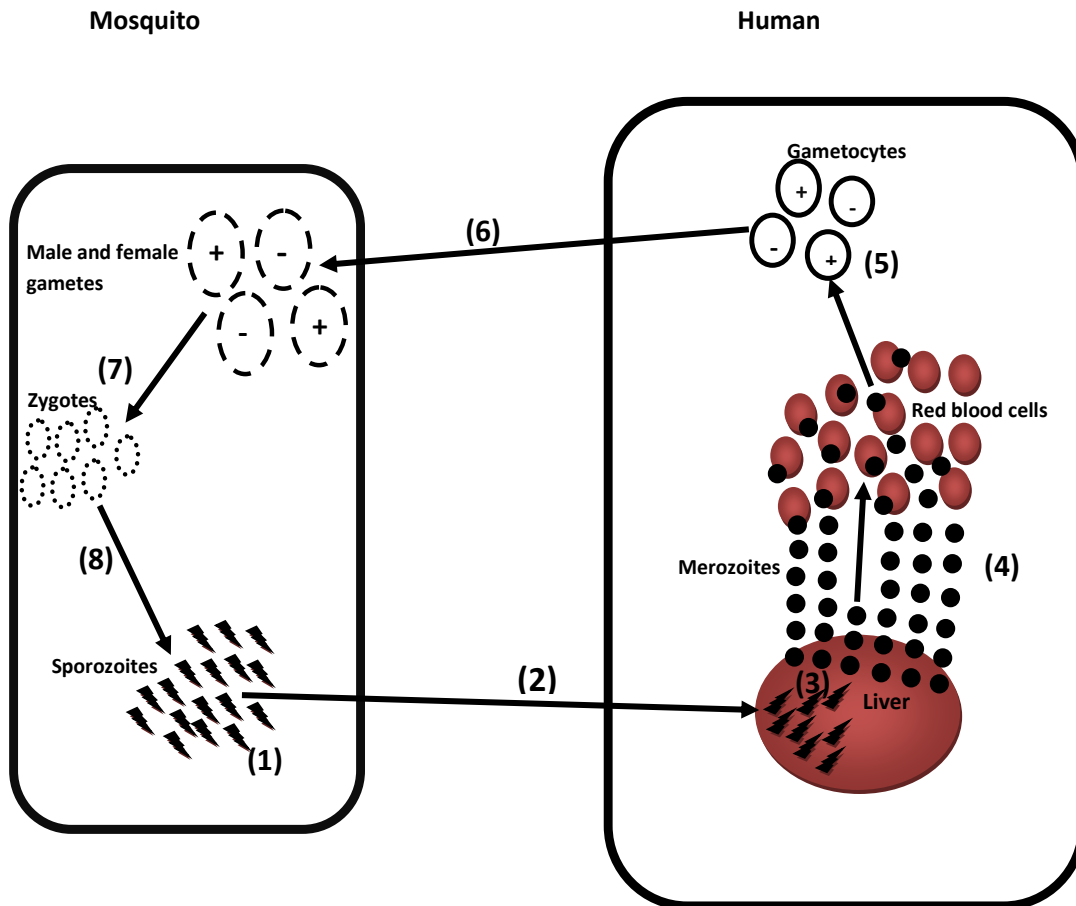 Mosquito
Human
Gametocytes
+
-
-
+
(5)
(6)
Male and female
gametes
+
-
-
+
(7)
Zygotes
Red blood cells
(8)
Merozoites
(4)
Sporozoites
(1)
(2)
(3)
Liver